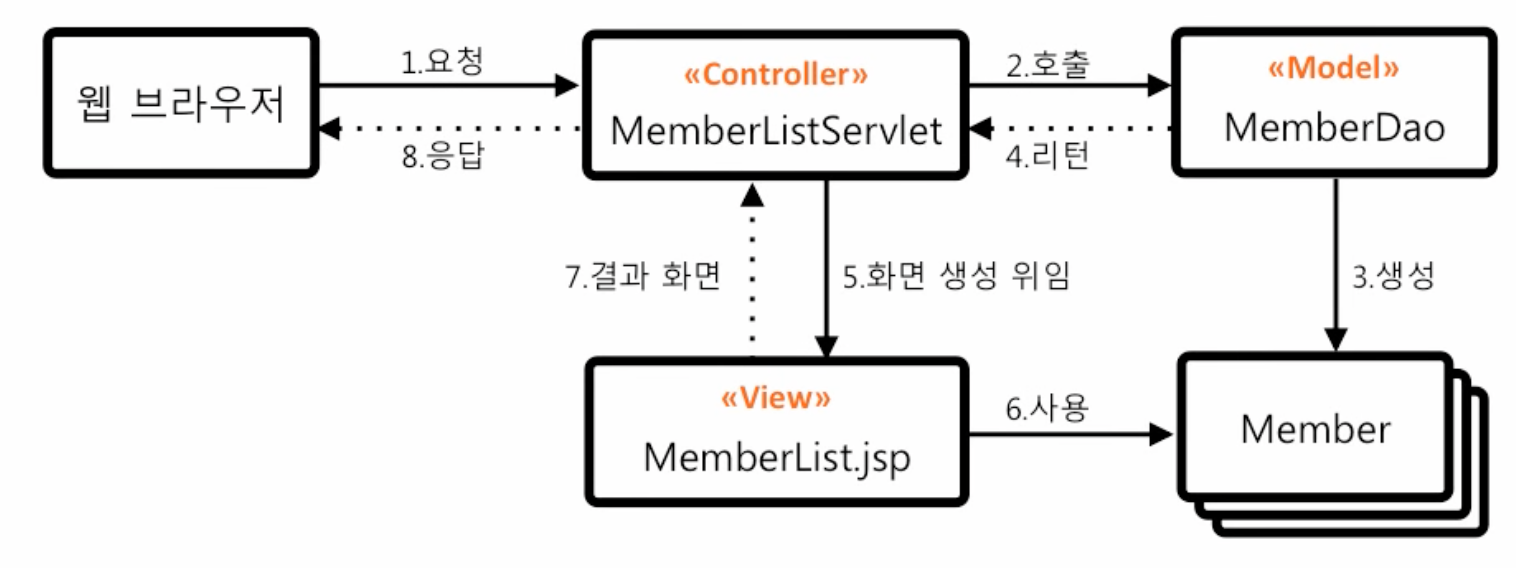 웹 브라우저
1.요청
8.응답
«Controller»
MemberListServlet
2.호출
4.리턴
«Model»
MemberDao
7.결과 화면
5.화면 생성 위임
3.생성
«View»
MemberList.jsp
6.사용
Member